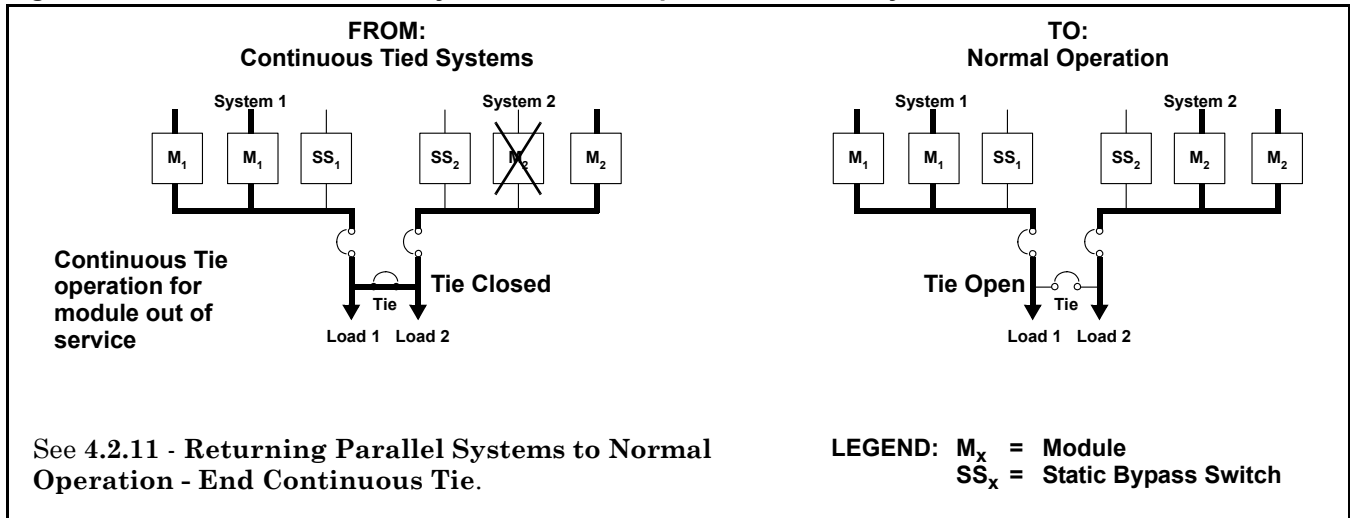 FROM:
Continuous Tied Systems
System 1
System 2
M1
M1
SS1
SS2
M2
M2
Continuous Tie
operation for
module out of
service
Tie Closed
Tie
Load 1 Load 2
TO:
Normal Operation
System 1
System 2
M1
M1
SS1
SS2
M2
M2
Tie Open
Tie
Load 1 Load 2
See 4.2.11 - Returning Parallel Systems to Normal
Operation - End Continuous Tie.
LEGEND: Mx = Module
SSx = Static Bypass Switch